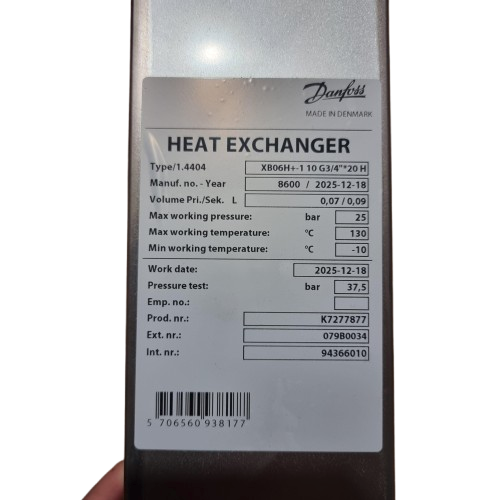 Danfoss
MADE IN DENMARK
HEAT EXCHANGER
Type/1.4404 XB06H+-1 10 G3/4"*20 H
Manuf. no. - Year 8600 / 2025-12-18
Volume Pri./Sek. L 0,07 / 0,09
Max working pressure: bar 25
Max working temperature: °C 130
Min working temperature: °C -10
Work date: 2025-12-18
Pressure test: bar 37,5
Emp. no.:
Prod. nr.: K7277877
Ext. nr.: 079B0034
Int. nr.: 94366010
5 706560 938177